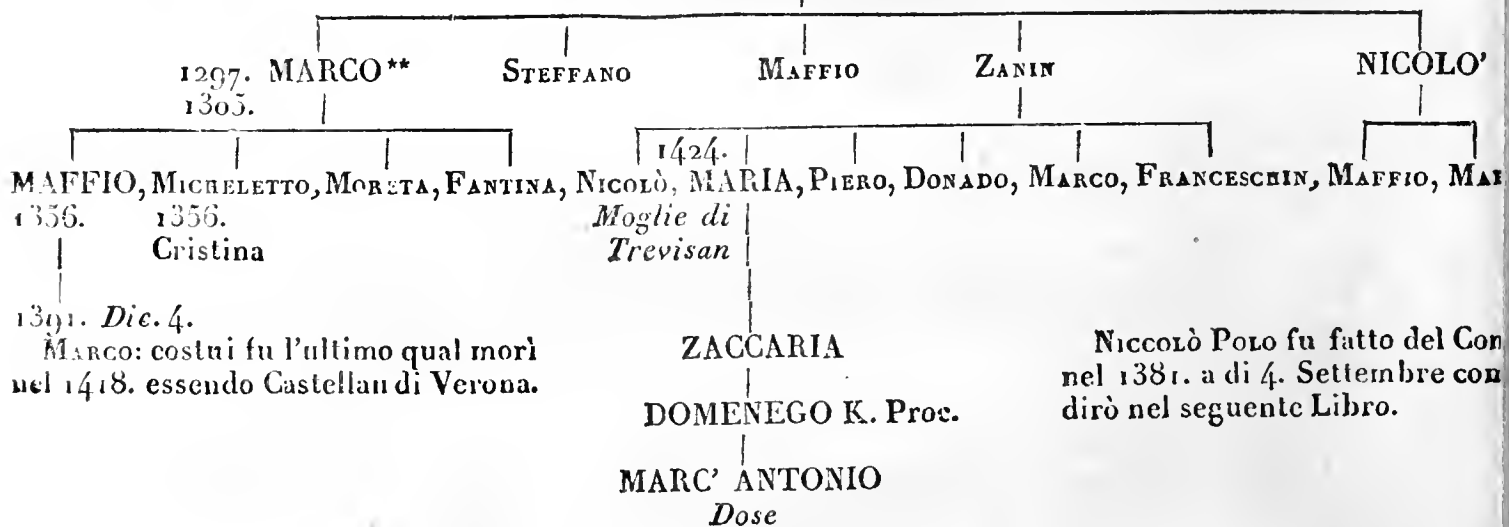 1297. MARCO** STEFFANO MAFFIO ZANIN NICOLO'
1305.
1424.
MAFFIO, MICHELETTO, MORETA, FANTINA, NICOLÒ, MARIA, PIERO, DONADO, MARCO, FRANCESCHIN, MAFFIO, MAR
1356. 1356. Moglie di
Cristina Trevisan
1391. Dic. 4.
MARCO: costui fu l'ultimo qual morì
nel 1418. essendo Castellan di Verona.
ZACCARIA
DOMENEGO K. Proc.
MARC' ANTONIO
Dose
NICCOLÒ POLO fu fatto del Con
nel 1381. a di 4. Settembre con
dirò nel seguente Libro.